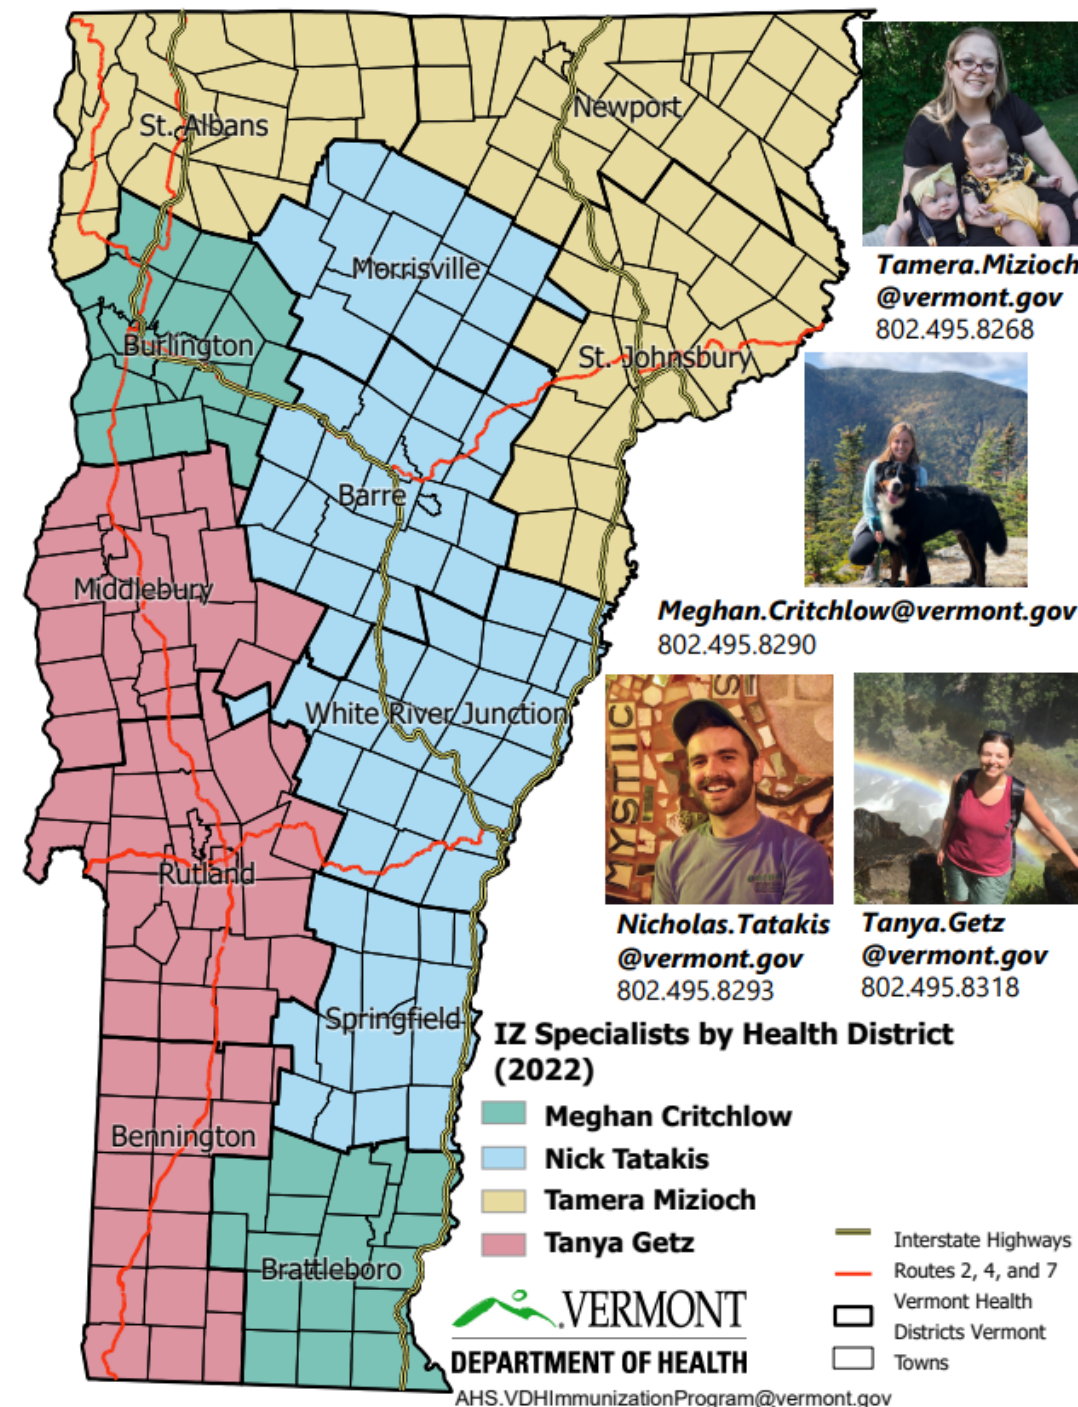 St. Albans
Newport
Morrisville
Burlington
St. Johnsbury
Barre
Middlebury
White River Junction
Rutland
Springfield
Bennington
Brattleboro
Tamera.Mizioch
@vermont.gov
802.495.8268
Meghan.Critchlow@vermont.gov
802.495.8290
MYSTIC
Nicholas.Tatakis
@vermont.gov
802.495.8293
Tanya.Getz
@vermont.gov
802.495.8318
IZ Specialists by Health District
(2022)
Meghan Critchlow
Nick Tatakis
Tamera Mizioch
Tanya Getz
Interstate Highways
Routes 2, 4, and 7
Vermont Health
Districts Vermont
Towns
VERMONT
DEPARTMENT OF HEALTH
AHS.VDHImmunizationProgram@vermont.gov